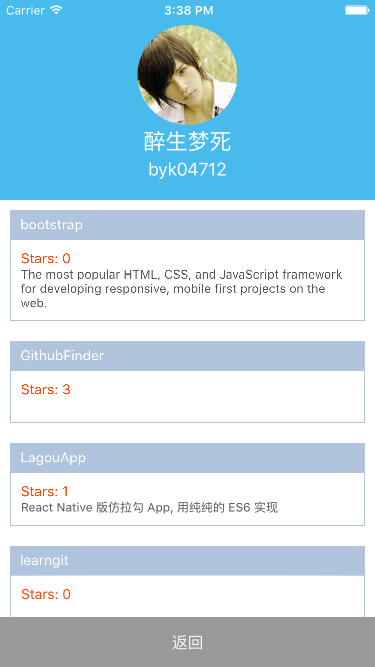 Carrier 3:38 PM
醉生梦死
byk04712
bootstrap
Stars: 0
The most popular HTML, CSS, and JavaScript framework
for developing responsive, mobile first projects on the
web.
GithubFinder
Stars: 3
LagouApp
Stars: 1
React Native 版仿拉勾 App, 用纯纯的 ES6 实现
learngit
Stars: 0
返回